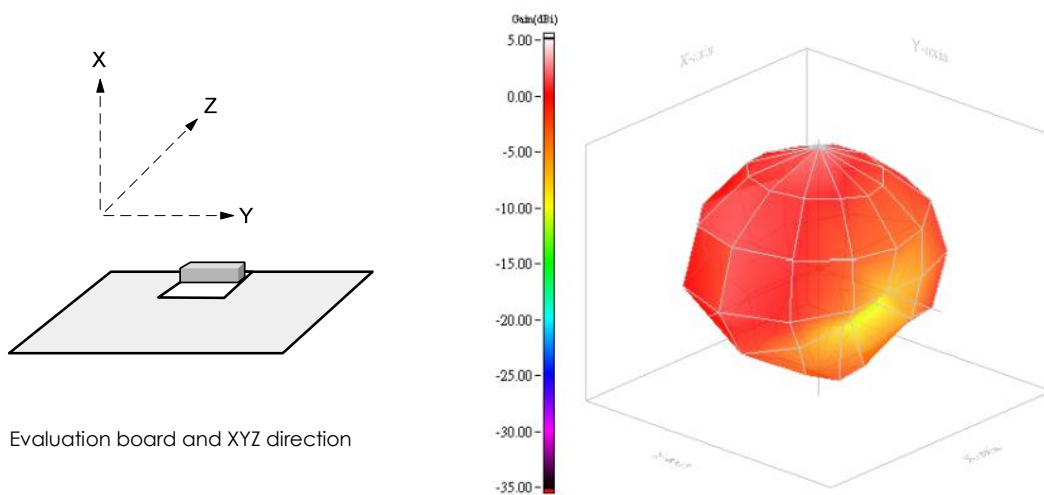 X
Z
Y
Evaluation board and XYZ direction
Gain(dBi)
5.00
0.00
-5.00
-10.00
-15.00
-20.00
-25.00
-30.00
-35.00
X-axis
Y-axis